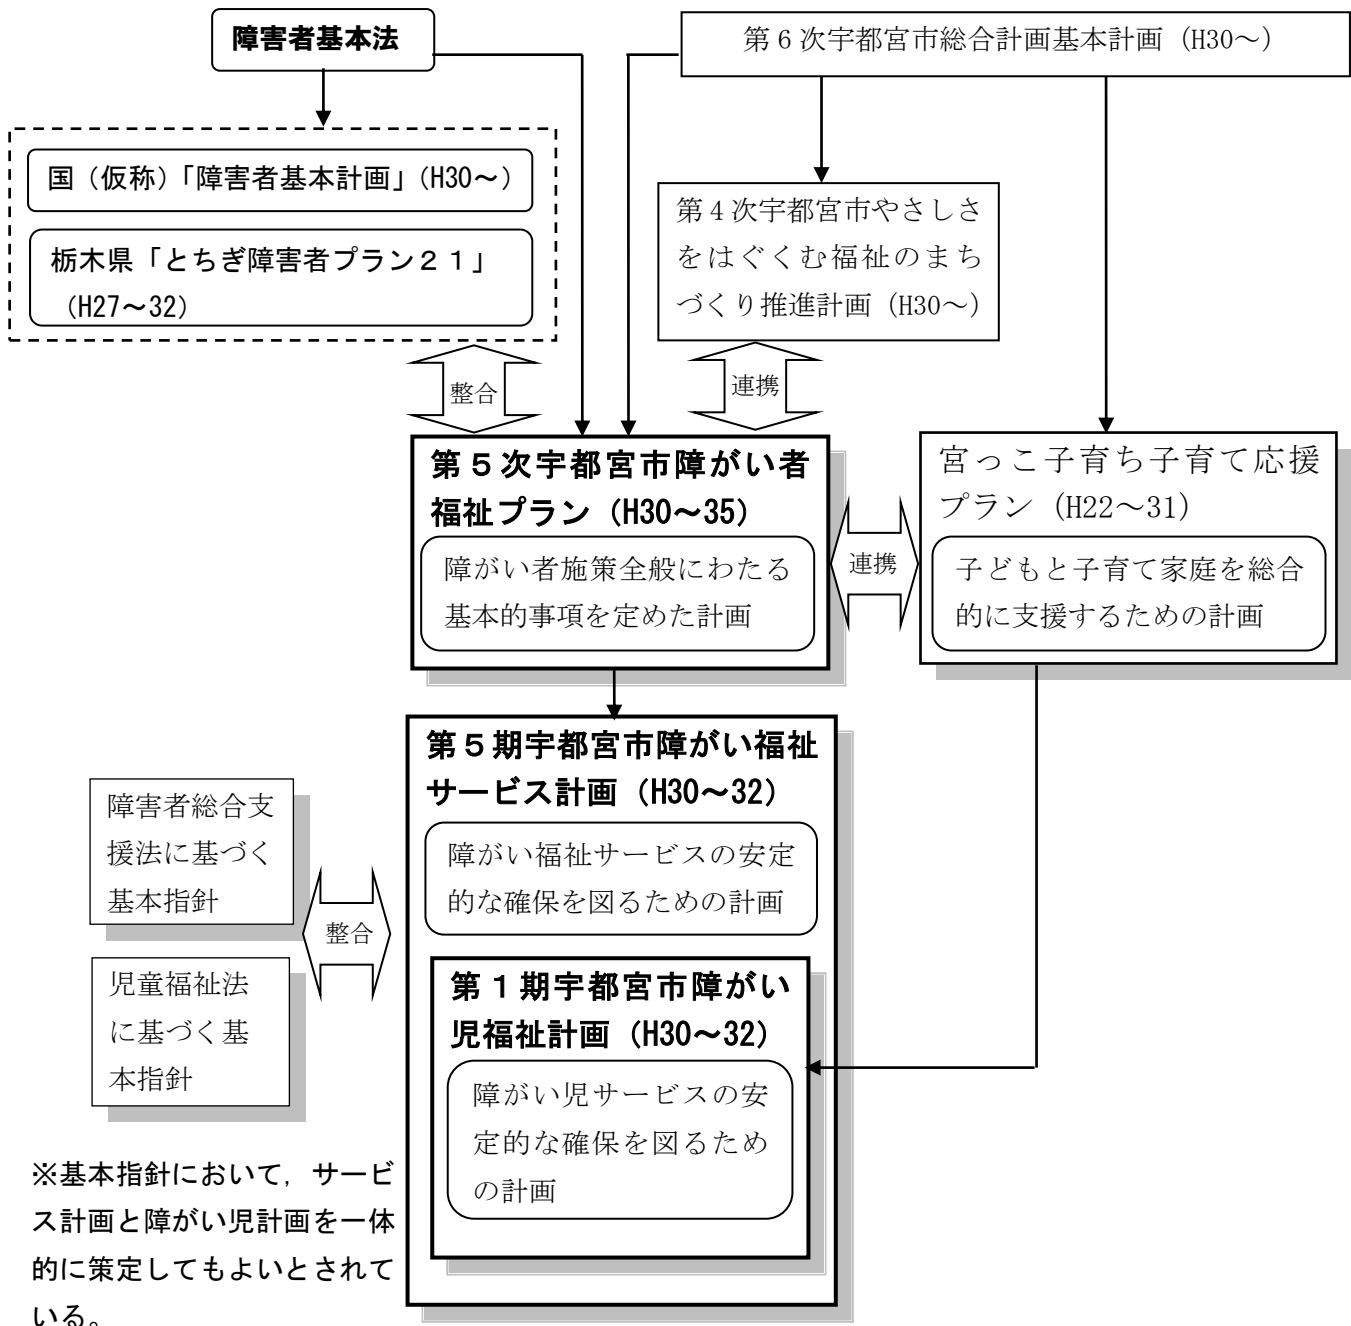 障害者基本法
第６次宇都宮市総合計画基本計画（H30～）
国（仮称）「障害者基本計画」（H30～）
栃木県「とちぎ障害者プラン２１」
（H27～32）
第４次宇都宮市やさしさ
をはぐくむ福祉のまち
づくり推進計画（H30～）
整合
連携
第５次宇都宮市障がい者
福祉プラン（H30～35）
障がい者施策全般にわたる
基本的事項を定めた計画
連携
宮っこ子育ち子育て応援
プラン（H22～31）
子どもと子育て家庭を総合
的に支援するための計画
第５期宇都宮市障がい福祉
サービス計画（H30～32）
障がい福祉サービスの安定
的な確保を図るための計画
障害者総合支
援法に基づく
基本指針
整合
児童福祉法
に基づく基
本指針
第１期宇都宮市障がい
児福祉計画（H30～32）
障がい児サービスの安
定的な確保を図るため
の計画
※基本指針において，サービ
ス計画と障がい児計画を一体
的に策定してもよいとされて
いる。